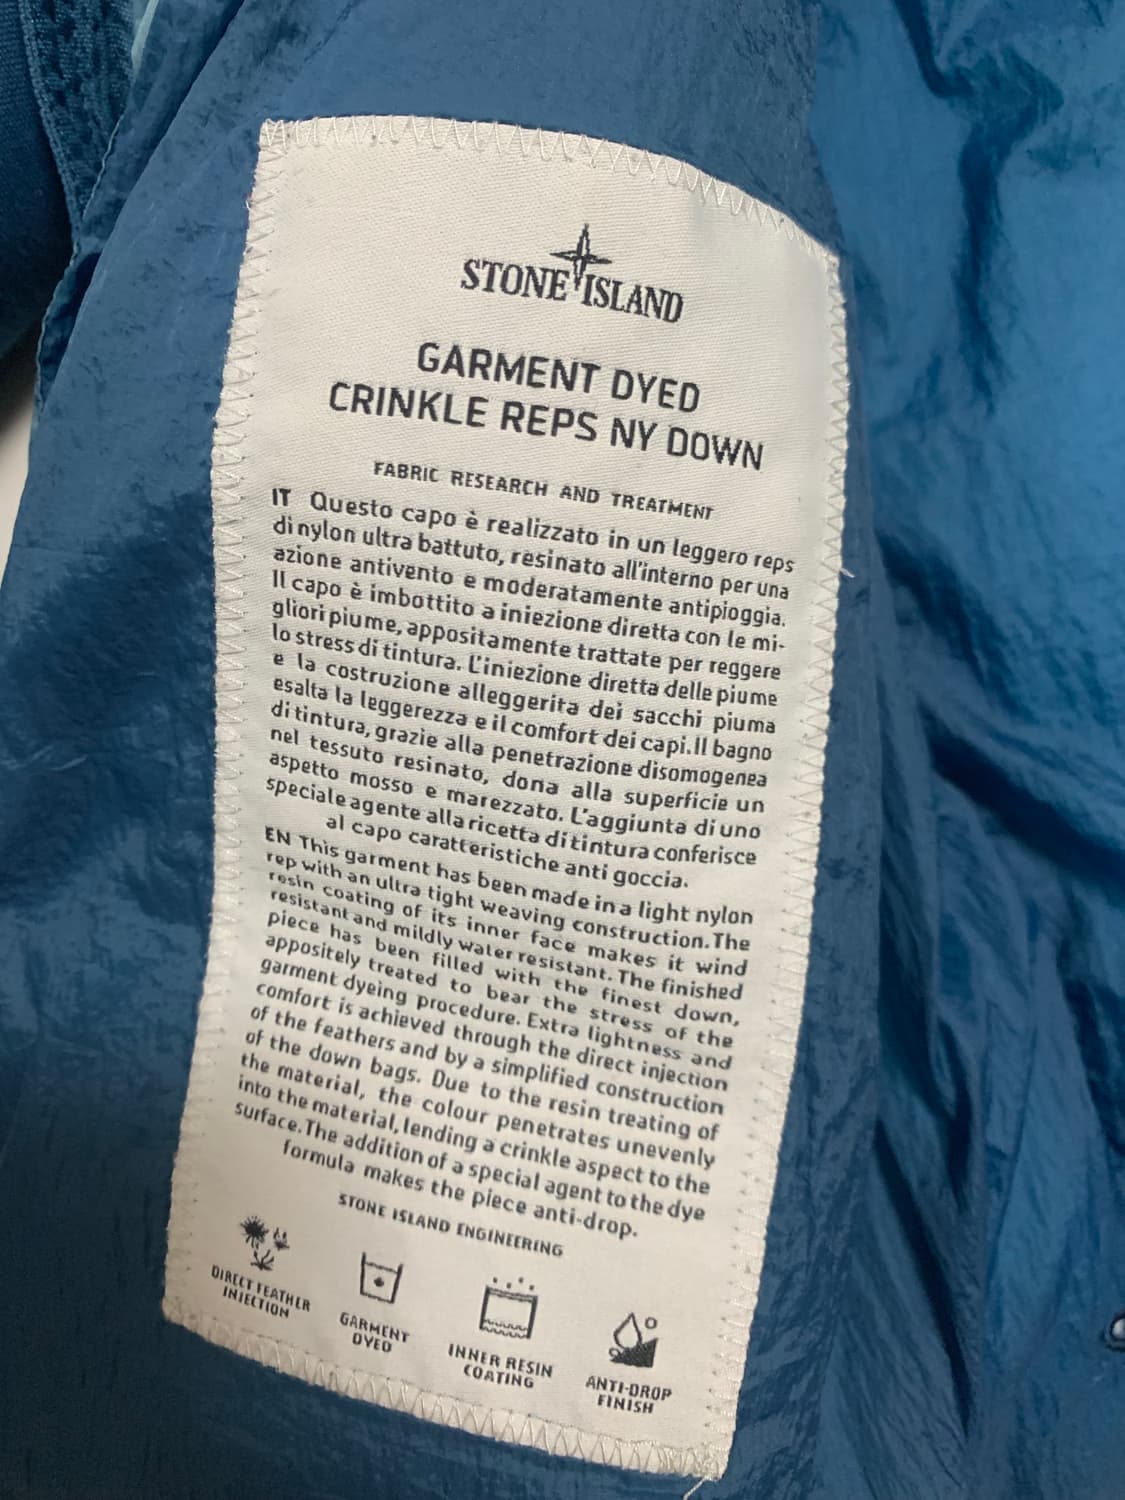 STONE ISLAND
GARMENT DYED
CRINKLE REPS NY DOWN
FABRIC RESEARCH AND TREATMENT
IT Questo capo è realizzato in un leggero reps
di nylon ultra battuto, resinato all'interno per una
azione antivento e moderatamente antipioggia.
Il capo è imbottito a iniezione diretta con le mi-
gliori piume, appositamente trattate per reggere
lo stress di tintura. L'iniezione diretta delle piume
e la costruzione alleggerita dei sacchi piuma
esalta la leggerezza e il comfort dei capi. Il bagno
di tintura, grazie alla penetrazione disomogenea
nel tessuto resinato, dona alla superficie un
aspetto mosso e marezzato. L'aggiunta di uno
speciale agente alla ricetta di tintura conferisce
al capo caratteristiche anti goccia.
EN This garment has been made in a light nylon
rep with an ultra tight weaving construction. The
resin coating of its inner face makes it wind
resistant and mildly water resistant. The finished
piece has been filled with the finest down,
appositely treated to bear the stress of the
garment dyeing procedure. Extra lightness and
comfort is achieved through the direct injection
of the feathers and by a simplified construction
of the down bags. Due to the resin treating of
the material, the colour penetrates unevenly
into the material, lending a crinkle aspect to the
surface. The addition of a special agent to the dye
formula makes the piece anti-drop.
STONE ISLAND ENGINEERING
DIRECT FEATHER
INJECTION
GARMENT
DYED
INNER RESIN
COATING
ANTI-DROP
FINISH